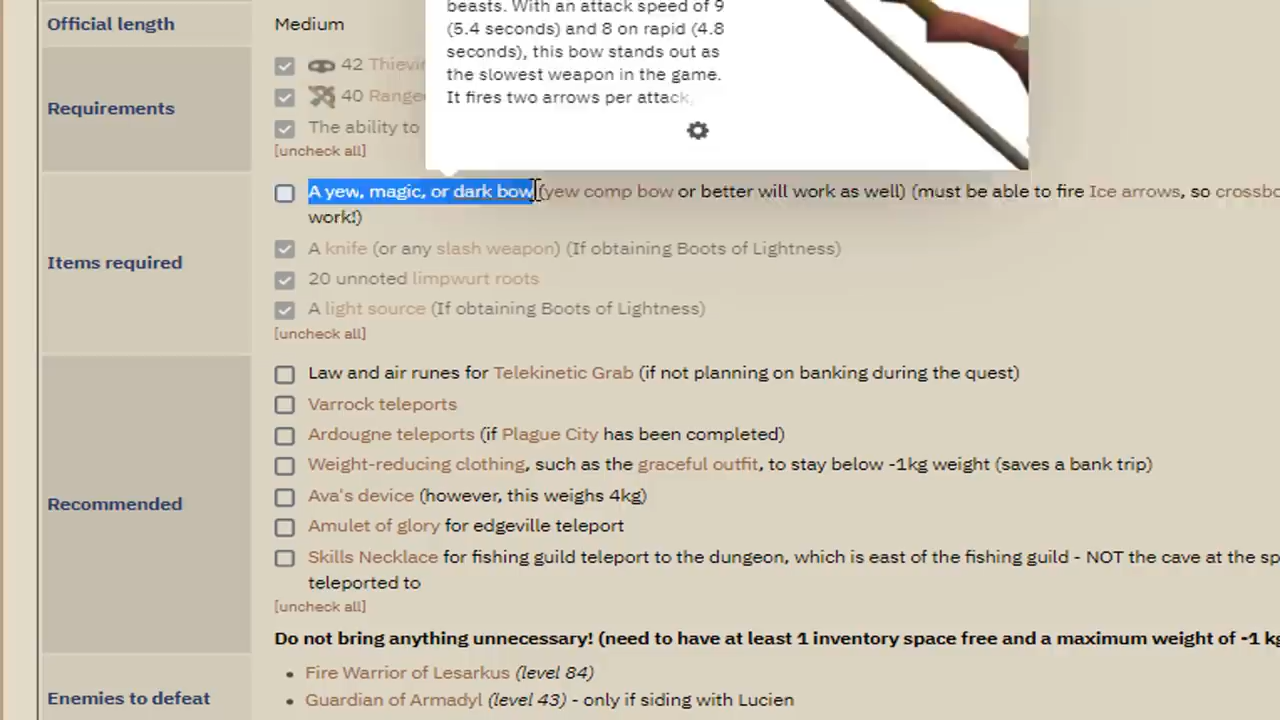 Official length
Medium
beasts. With an attack speed of 9
(5.4 seconds) and 8 on rapid (4.8
seconds), this bow stands out as
the slowest weapon in the game.
It fires two arrows per attack,
Requirements
42 Thievin
40 Range
The ability to
[uncheck all]
Items required
A yew, magic, or dark bow (yew comp bow or better will work as well) (must be able to fire Ice arrows, so crossbo
work!)
A knife (or any slash weapon) (If obtaining Boots of Lightness)
20 unnoted limpwurt roots
A light source (If obtaining Boots of Lightness)
[uncheck all]
Recommended
Law and air runes for Telekinetic Grab (if not planning on banking during the quest)
Varrock teleports
Ardougne teleports (if Plague City has been completed)
Weight-reducing clothing, such as the graceful outfit, to stay below -1kg weight (saves a bank trip)
Ava's device (however, this weighs 4kg)
Amulet of glory for edgeville teleport
Skills Necklace for fishing guild teleport to the dungeon, which is east of the fishing guild - NOT the cave at the sp
teleported to
[uncheck all]
Do not bring anything unnecessary! (need to have at least 1 inventory space free and a maximum weight of -1 kg
Enemies to defeat
• Fire Warrior of Lesarkus (level 84)
• Guardian of Armadyl (level 43) - only if siding with Lucien